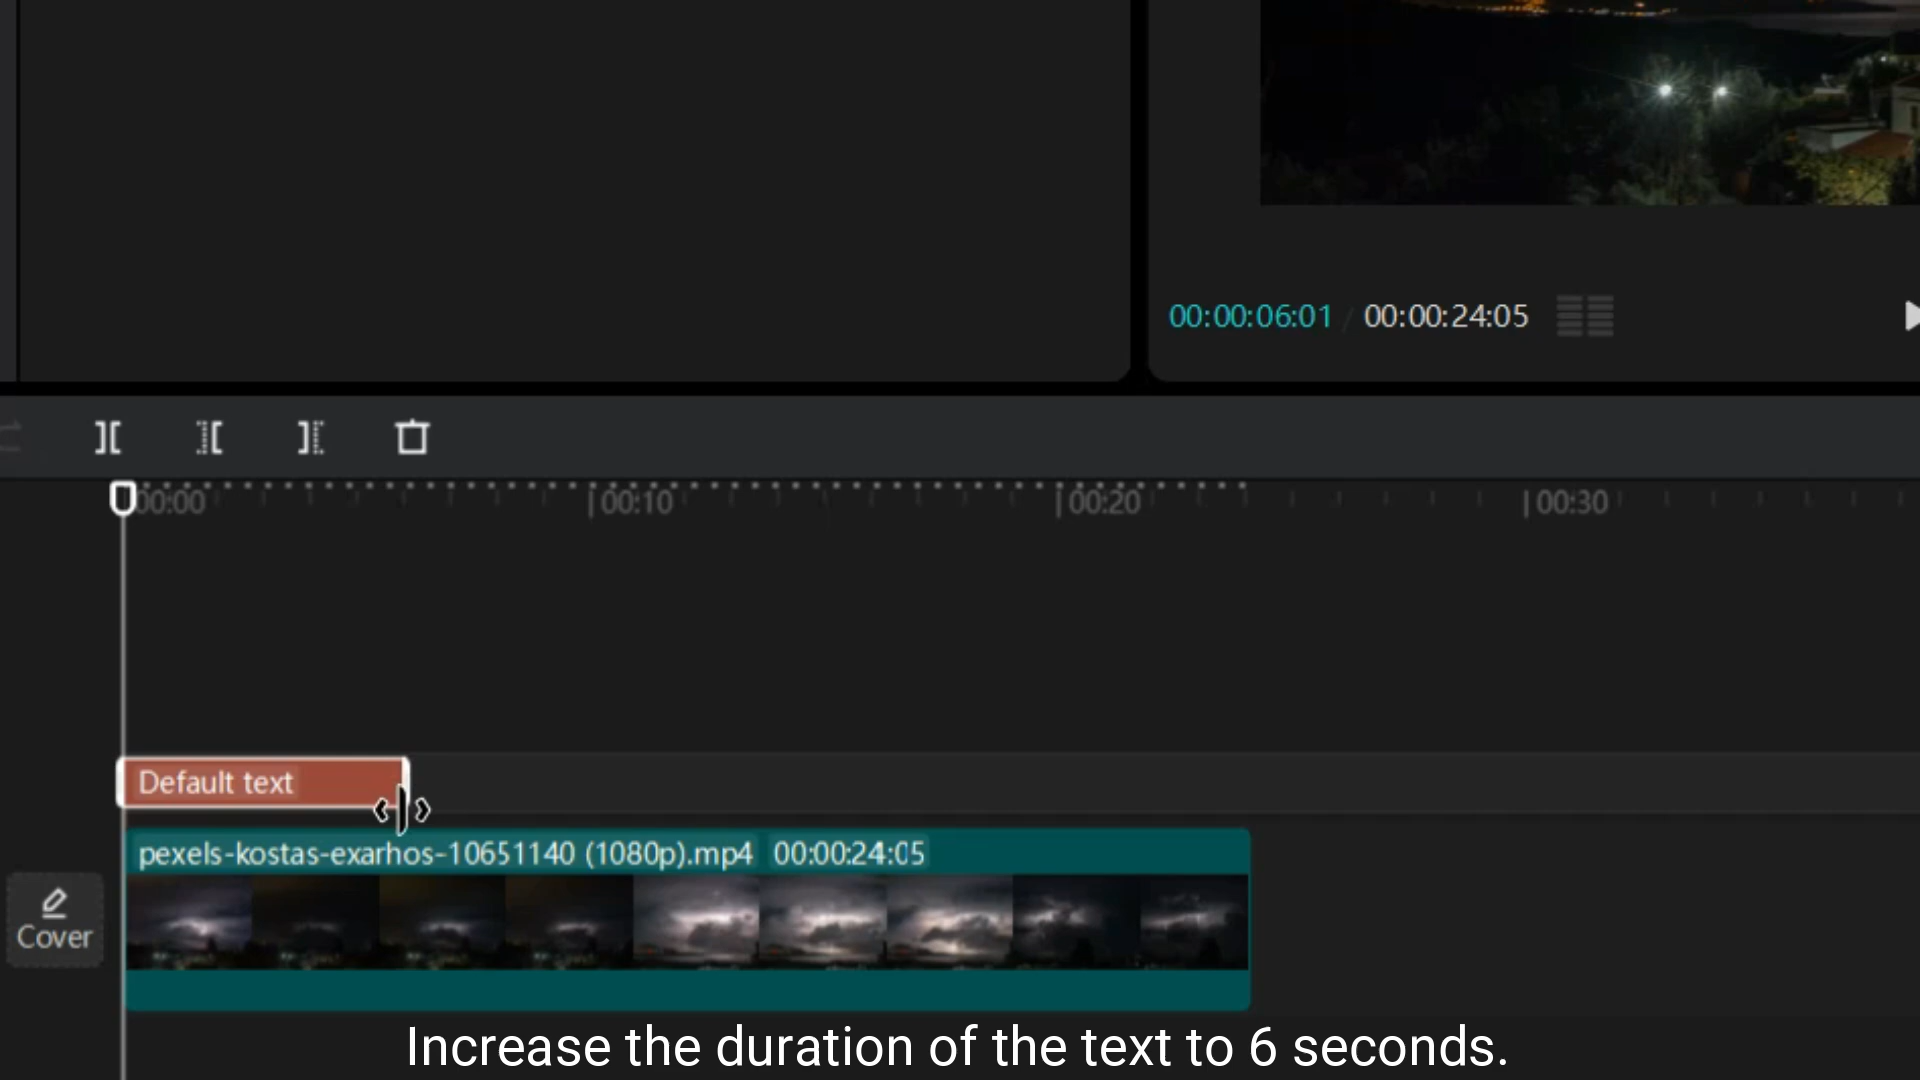 00:00:06:01 / 00:00:24:05
00:00 |00:10 |00:20 |00:30
Default text
pexels-kostas-exarhos-10651140 (1080p).mp4 00:00:24:05
Cover
Increase the duration of the text to 6 seconds.